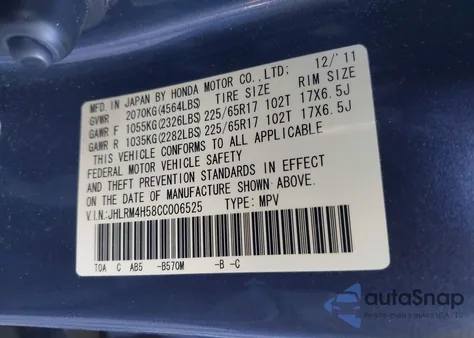 MFD.IN JAPAN BY HONDA MOTOR CO.,LTD; 12/'11
GVWR 2070KG(4564LBS) TIRE SIZE RIM SIZE
GAWR F 1055KG(2326LBS) 225/65R17 102T 17X6.5J
GAWR R 1035KG(2282LBS) 225/65R17 102T 17X6.5J
THIS VEHICLE CONFORMS TO ALL APPLICABLE
FEDERAL MOTOR VEHICLE SAFETY
AND THEFT PREVENTION STANDARDS IN EFFECT
ON THE DATE OF MANUFACTURE SHOWN ABOVE.
V.I.N:JHLRM4H58CC006525 TYPE: MPV
TOA C AB5 -B570M -B -C
autoSnap